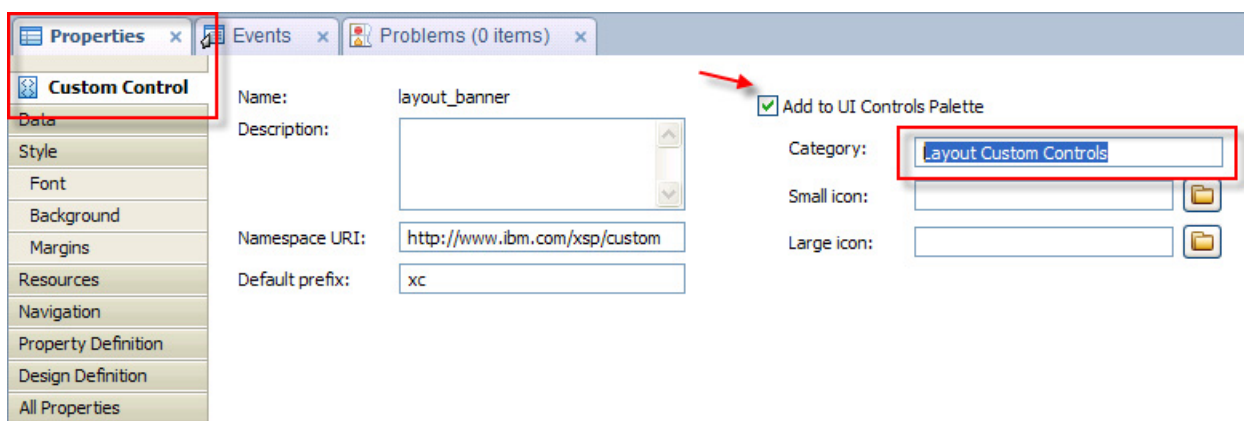 Properties Events Problems (0 items)
Custom Control
Data
Style
Font
Background
Margins
Resources
Navigation
Property Definition
Design Definition
All Properties
Name: layout_banner
Description:
Namespace URI: http://www.ibm.com/xsp/custom
Default prefix: xc
Add to UI Controls Palette
Category: Layout Custom Controls
Small icon:
Large icon: